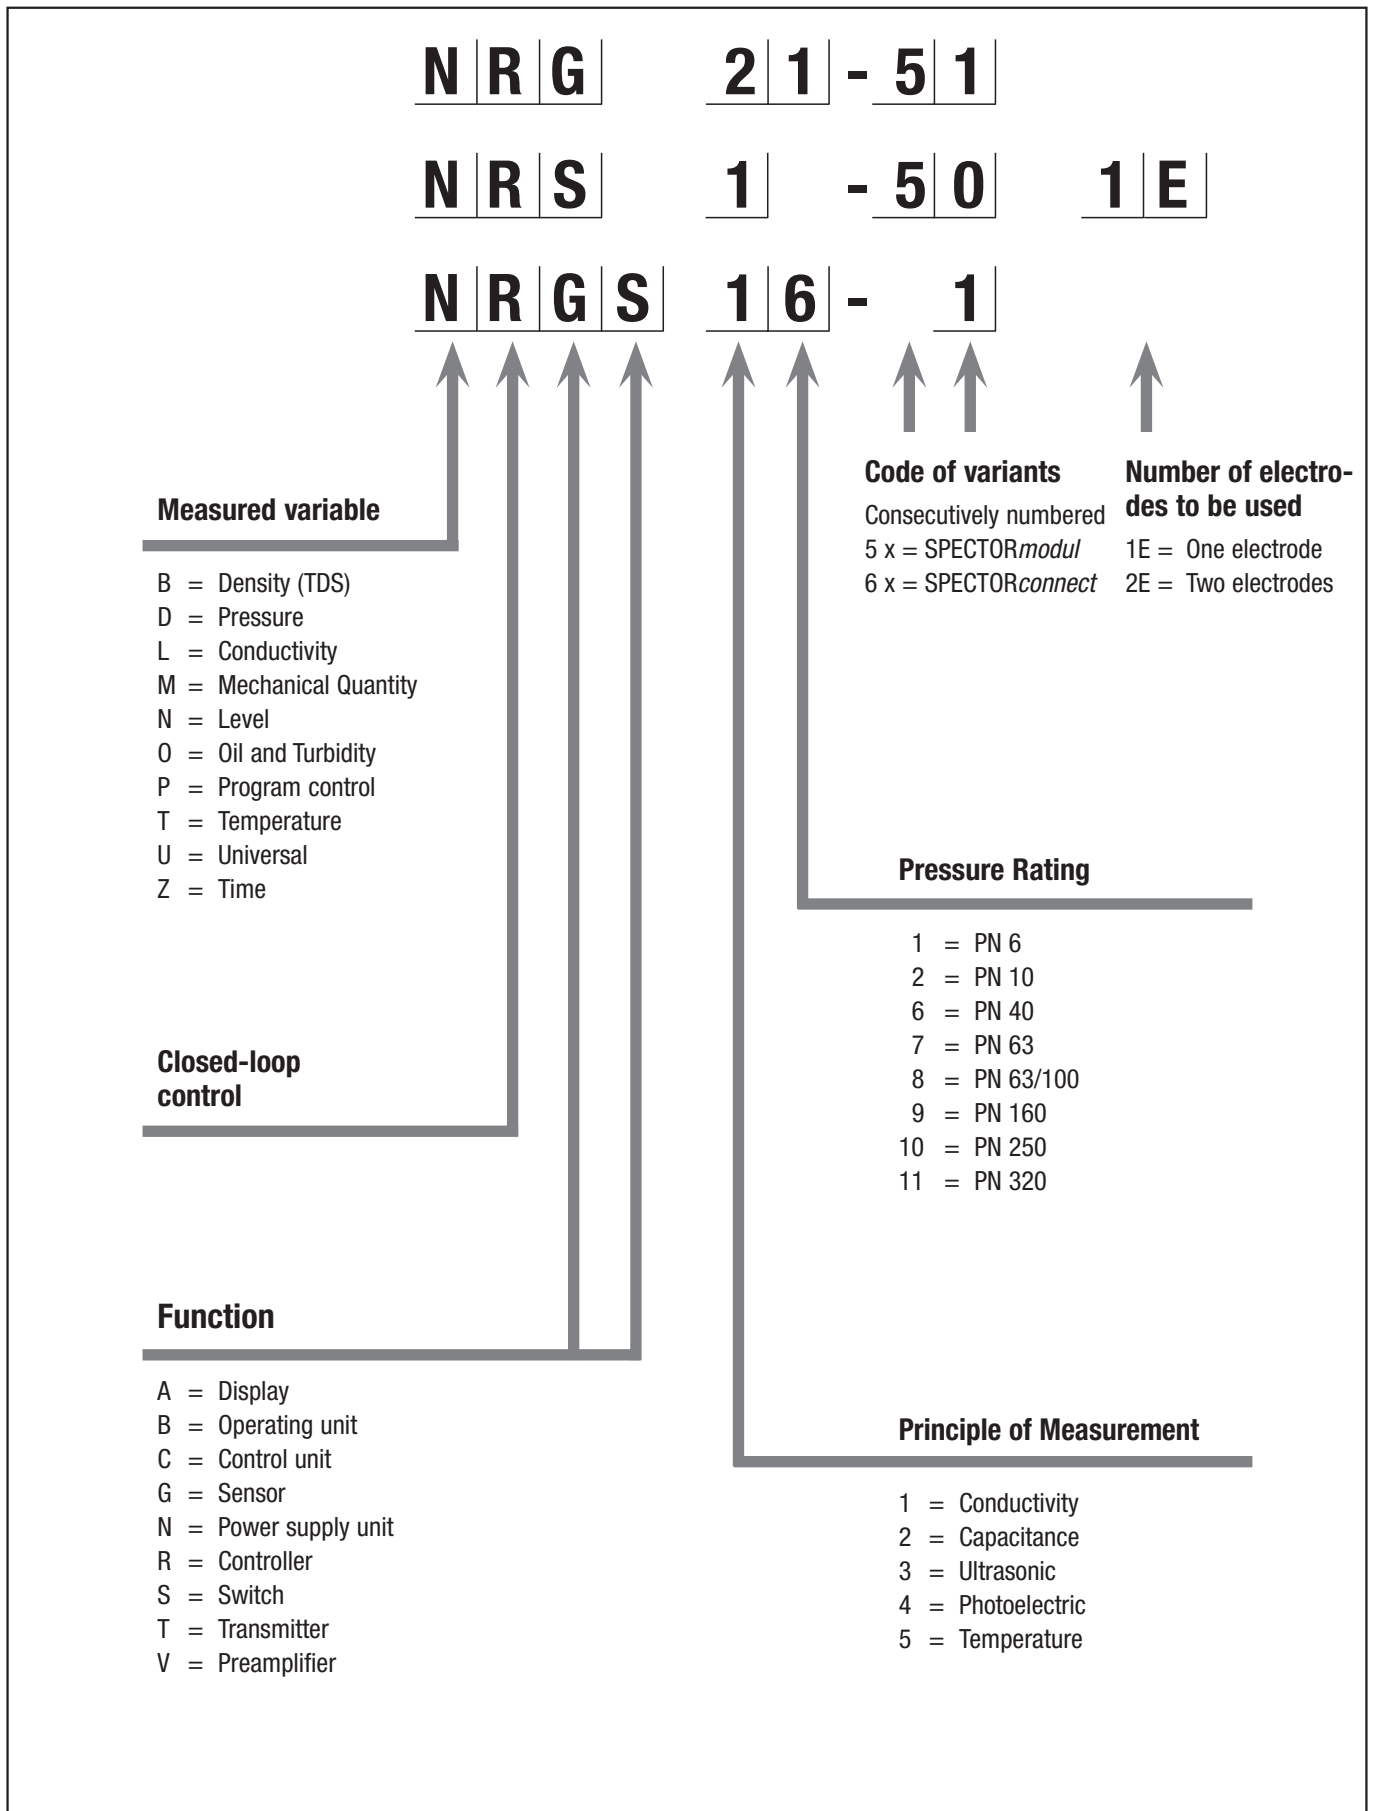 NRG 21-51
NRS 1 -50 1E
NRGS 16- 1
Code of variants
Consecutively numbered
5 x = SPECTORmodul
6 x = SPECTORconnect
Number of electro-
des to be used
1E = One electrode
2E = Two electrodes
Measured variable
B = Density (TDS)
D = Pressure
L = Conductivity
M = Mechanical Quantity
N = Level
O = Oil and Turbidity
P = Program control
T = Temperature
U = Universal
Z = Time
Pressure Rating
1 = PN 6
2 = PN 10
6 = PN 40
7 = PN 63
8 = PN 63/100
9 = PN 160
10 = PN 250
11 = PN 320
Closed-loop
control
Function
A = Display
B = Operating unit
C = Control unit
G = Sensor
N = Power supply unit
R = Controller
S = Switch
T = Transmitter
V = Preamplifier
Principle of Measurement
1 = Conductivity
2 = Capacitance
3 = Ultrasonic
4 = Photoelectric
5 = Temperature